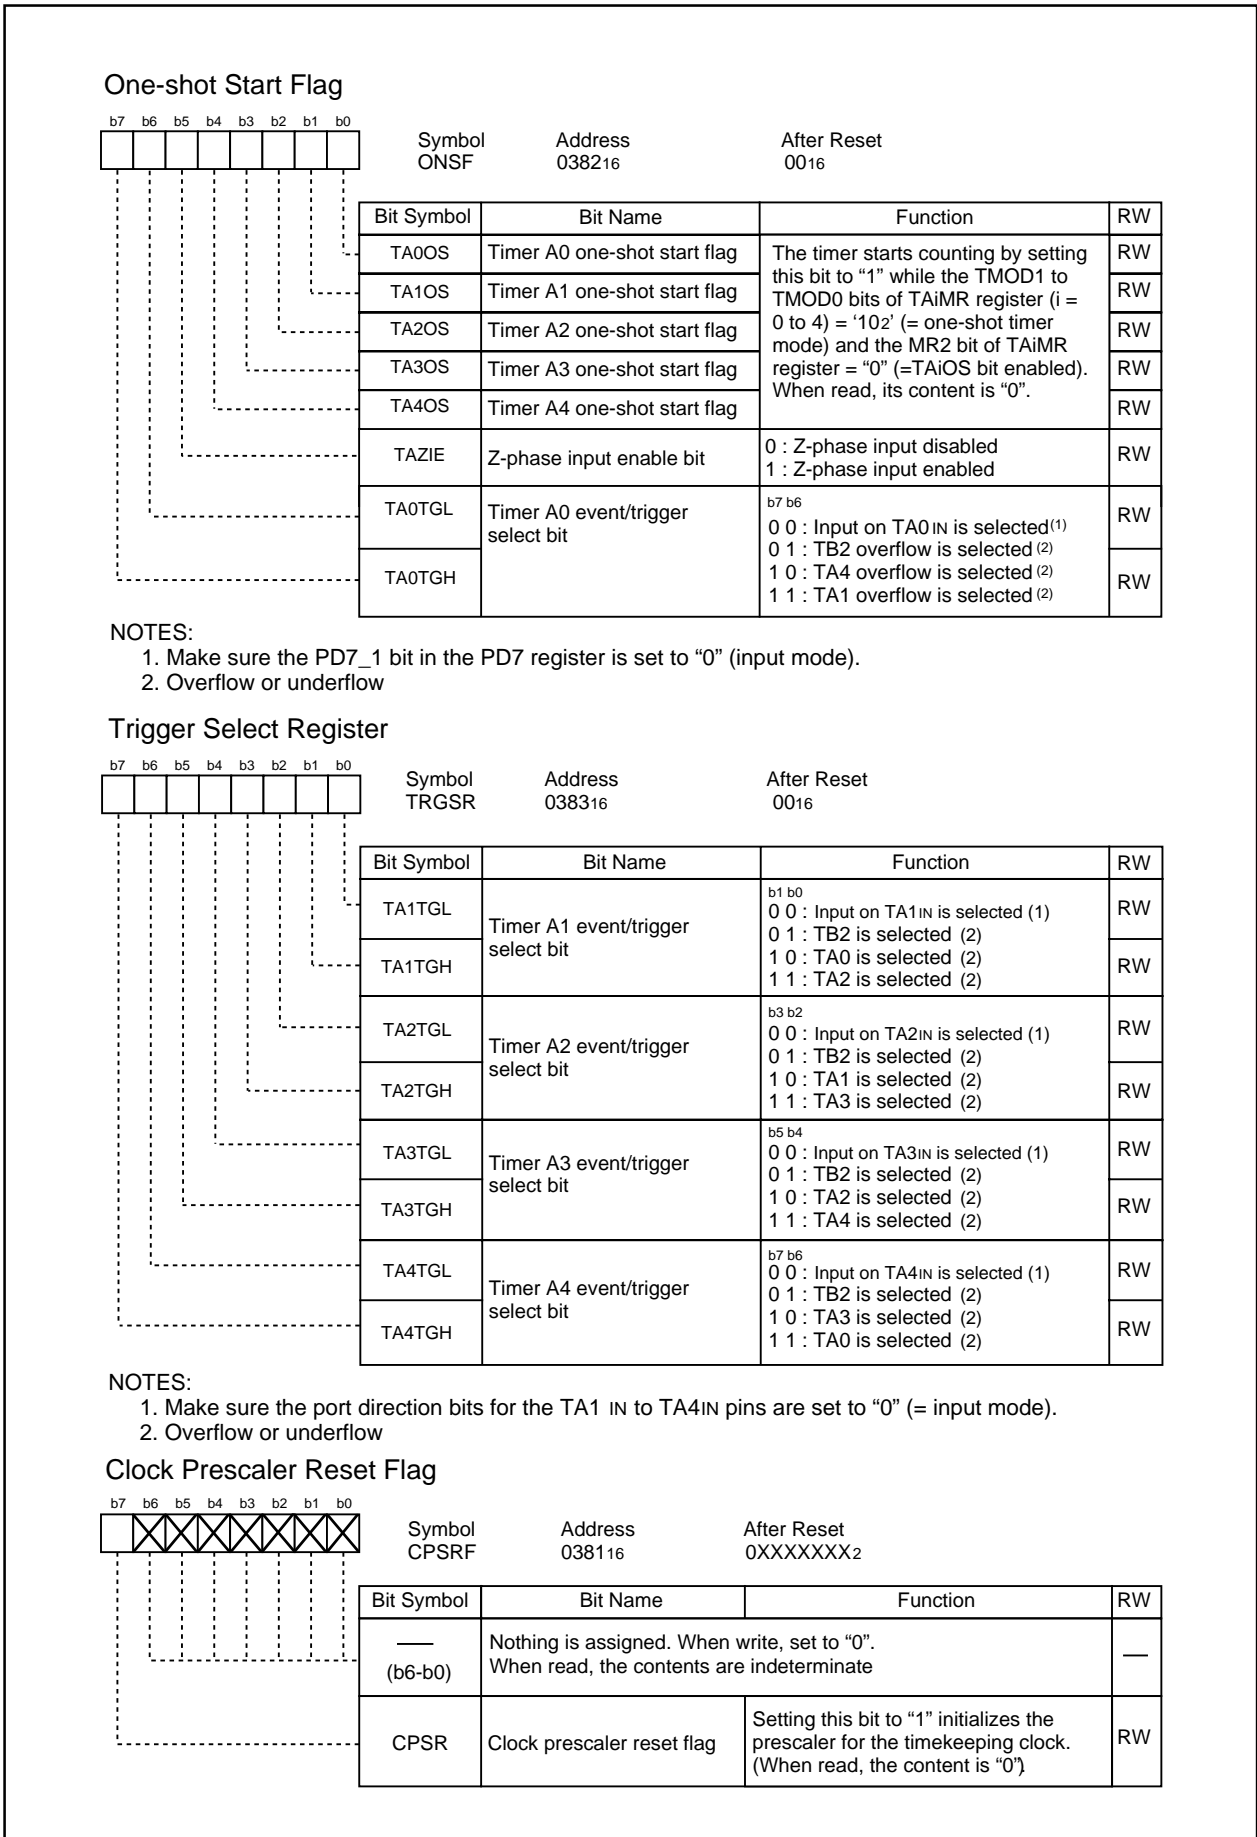 One-shot Start Flag
b7 b6 b5 b4 b3 b2 b1 b0
Symbol Address After Reset
ONSF 038216 0016
Bit Symbol Bit Name Function RW
TA0OS Timer A0 one-shot start flag RW
TA1OS Timer A1 one-shot start flag RW
TA2OS Timer A2 one-shot start flag RW
TA3OS Timer A3 one-shot start flag RW
TA4OS Timer A4 one-shot start flag RW
The timer starts counting by setting
this bit to “1” while the TMOD1 to
TMOD0 bits of TAiMR register (i =
0 to 4) = ‘102’ (= one-shot timer
mode) and the MR2 bit of TAiMR
register = “0” (=TAiOS bit enabled).
When read, its content is “0”.
TAZIE Z-phase input enable bit RW
0 : Z-phase input disabled
1 : Z-phase input enabled
TA0TGL RW
TA0TGH RW
Timer A0 event/trigger
select bit
b7 b6
0 0 : Input on TA0IN is selected(1)
0 1 : TB2 overflow is selected (2)
1 0 : TA4 overflow is selected (2)
1 1 : TA1 overflow is selected (2)
NOTES:
1. Make sure the PD7_1 bit in the PD7 register is set to “0” (input mode).
2. Overflow or underflow
Trigger Select Register
b7 b6 b5 b4 b3 b2 b1 b0
Symbol Address After Reset
TRGSR 038316 0016
Bit Symbol Bit Name Function RW
TA1TGL RW
TA1TGH RW
Timer A1 event/trigger
select bit
b1 b0
0 0 : Input on TA1IN is selected (1)
0 1 : TB2 is selected (2)
1 0 : TA0 is selected (2)
1 1 : TA2 is selected (2)
TA2TGL RW
TA2TGH RW
Timer A2 event/trigger
select bit
b3 b2
0 0 : Input on TA2IN is selected (1)
0 1 : TB2 is selected (2)
1 0 : TA1 is selected (2)
1 1 : TA3 is selected (2)
TA3TGL RW
TA3TGH RW
Timer A3 event/trigger
select bit
b5 b4
0 0 : Input on TA3IN is selected (1)
0 1 : TB2 is selected (2)
1 0 : TA2 is selected (2)
1 1 : TA4 is selected (2)
TA4TGL RW
TA4TGH RW
Timer A4 event/trigger
select bit
b7 b6
0 0 : Input on TA4IN is selected (1)
0 1 : TB2 is selected (2)
1 0 : TA3 is selected (2)
1 1 : TA0 is selected (2)
NOTES:
1. Make sure the port direction bits for the TA1 IN to TA4IN pins are set to “0” (= input mode).
2. Overflow or underflow
Clock Prescaler Reset Flag
b7 b6 b5 b4 b3 b2 b1 b0
Symbol Address After Reset
CPSRF 038116 0XXXXXXX2
Bit Symbol Bit Name Function RW
—
(b6-b0)
Nothing is assigned. When write, set to “0”.
When read, the contents are indeterminate
—
CPSR Clock prescaler reset flag RW
Setting this bit to “1” initializes the
prescaler for the timekeeping clock.
(When read, the content is “0”)